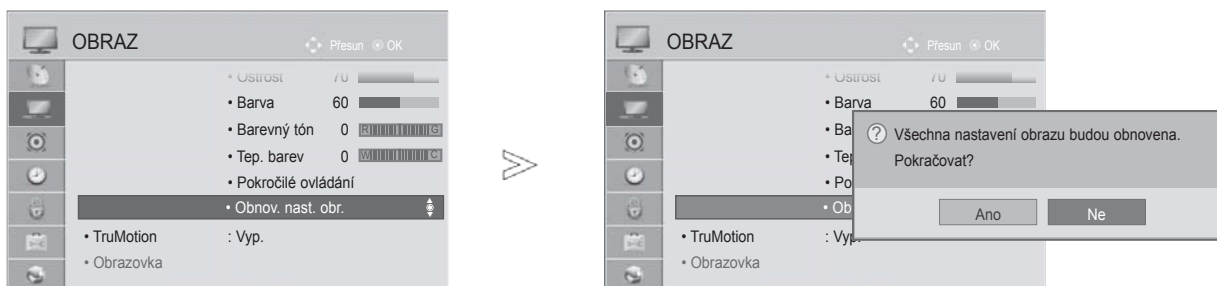 OBRAZ
Přesun OK
• Ostrost 70
• Barva 60
• Barevný tón 0 R G
• Tep. barev 0 W C
• Pokročilé ovládání
• Obnov. nast. obr.
• TruMotion : Vyp.
• Obrazovka
OBRAZ
Přesun OK
• Ostrost 70
• Barva 60
• Ba
• Tep
• Po
• Ob
• TruMotion : Vyp.
• Obrazovka
? Všechna nastavení obrazu budou obnovena.
Pokračovat?
Ano Ne